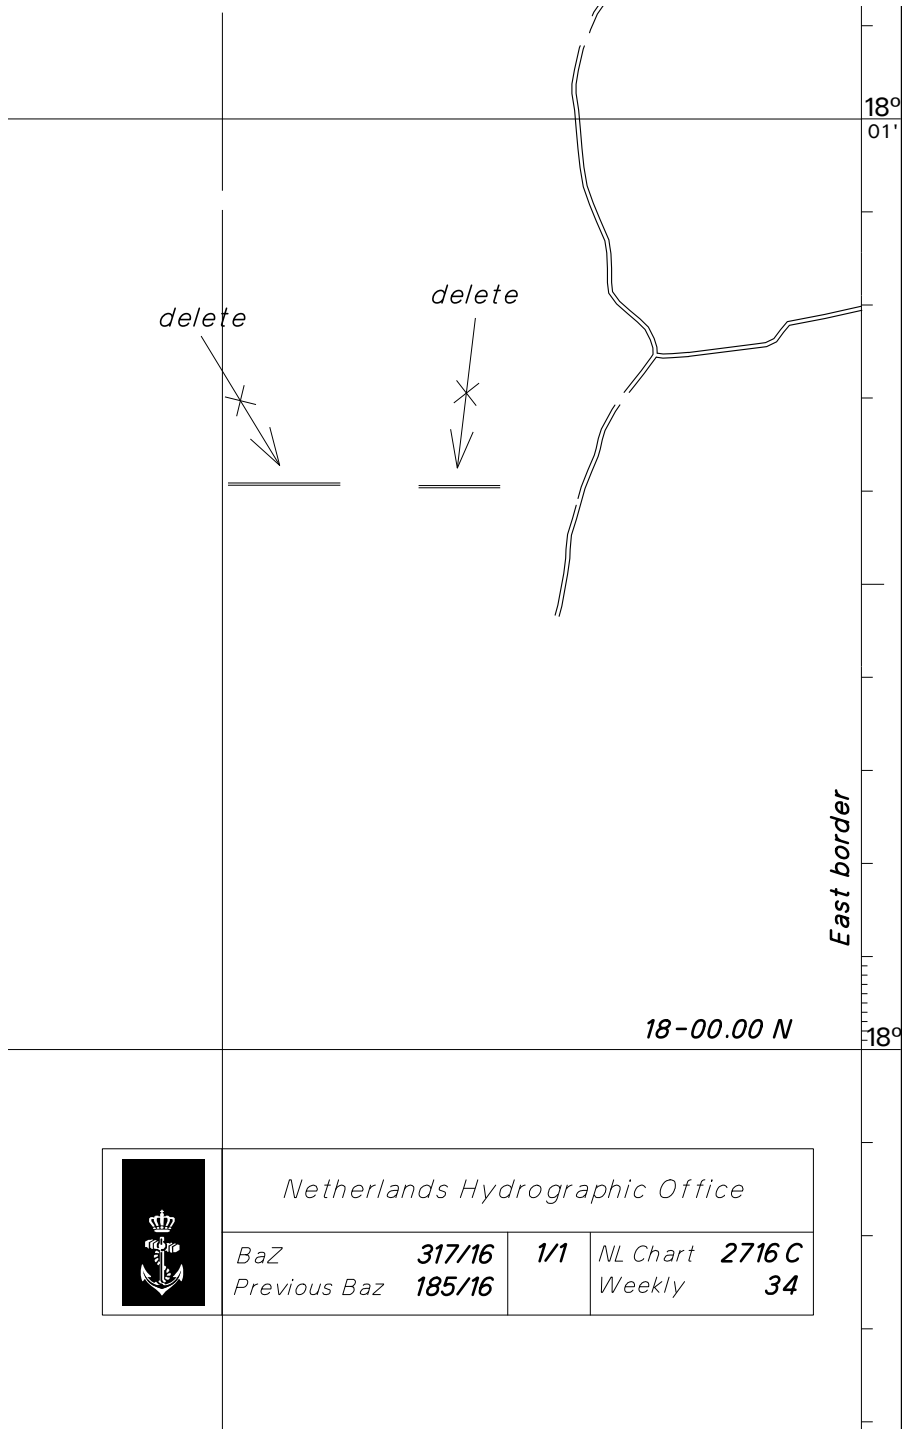 18º
01'
delete
delete
East border
18-00.00 N
18º
Netherlands Hydrographic Office
BaZ 317/16 1/1 NL Chart 2716 C
Previous Baz 185/16 Weekly 34